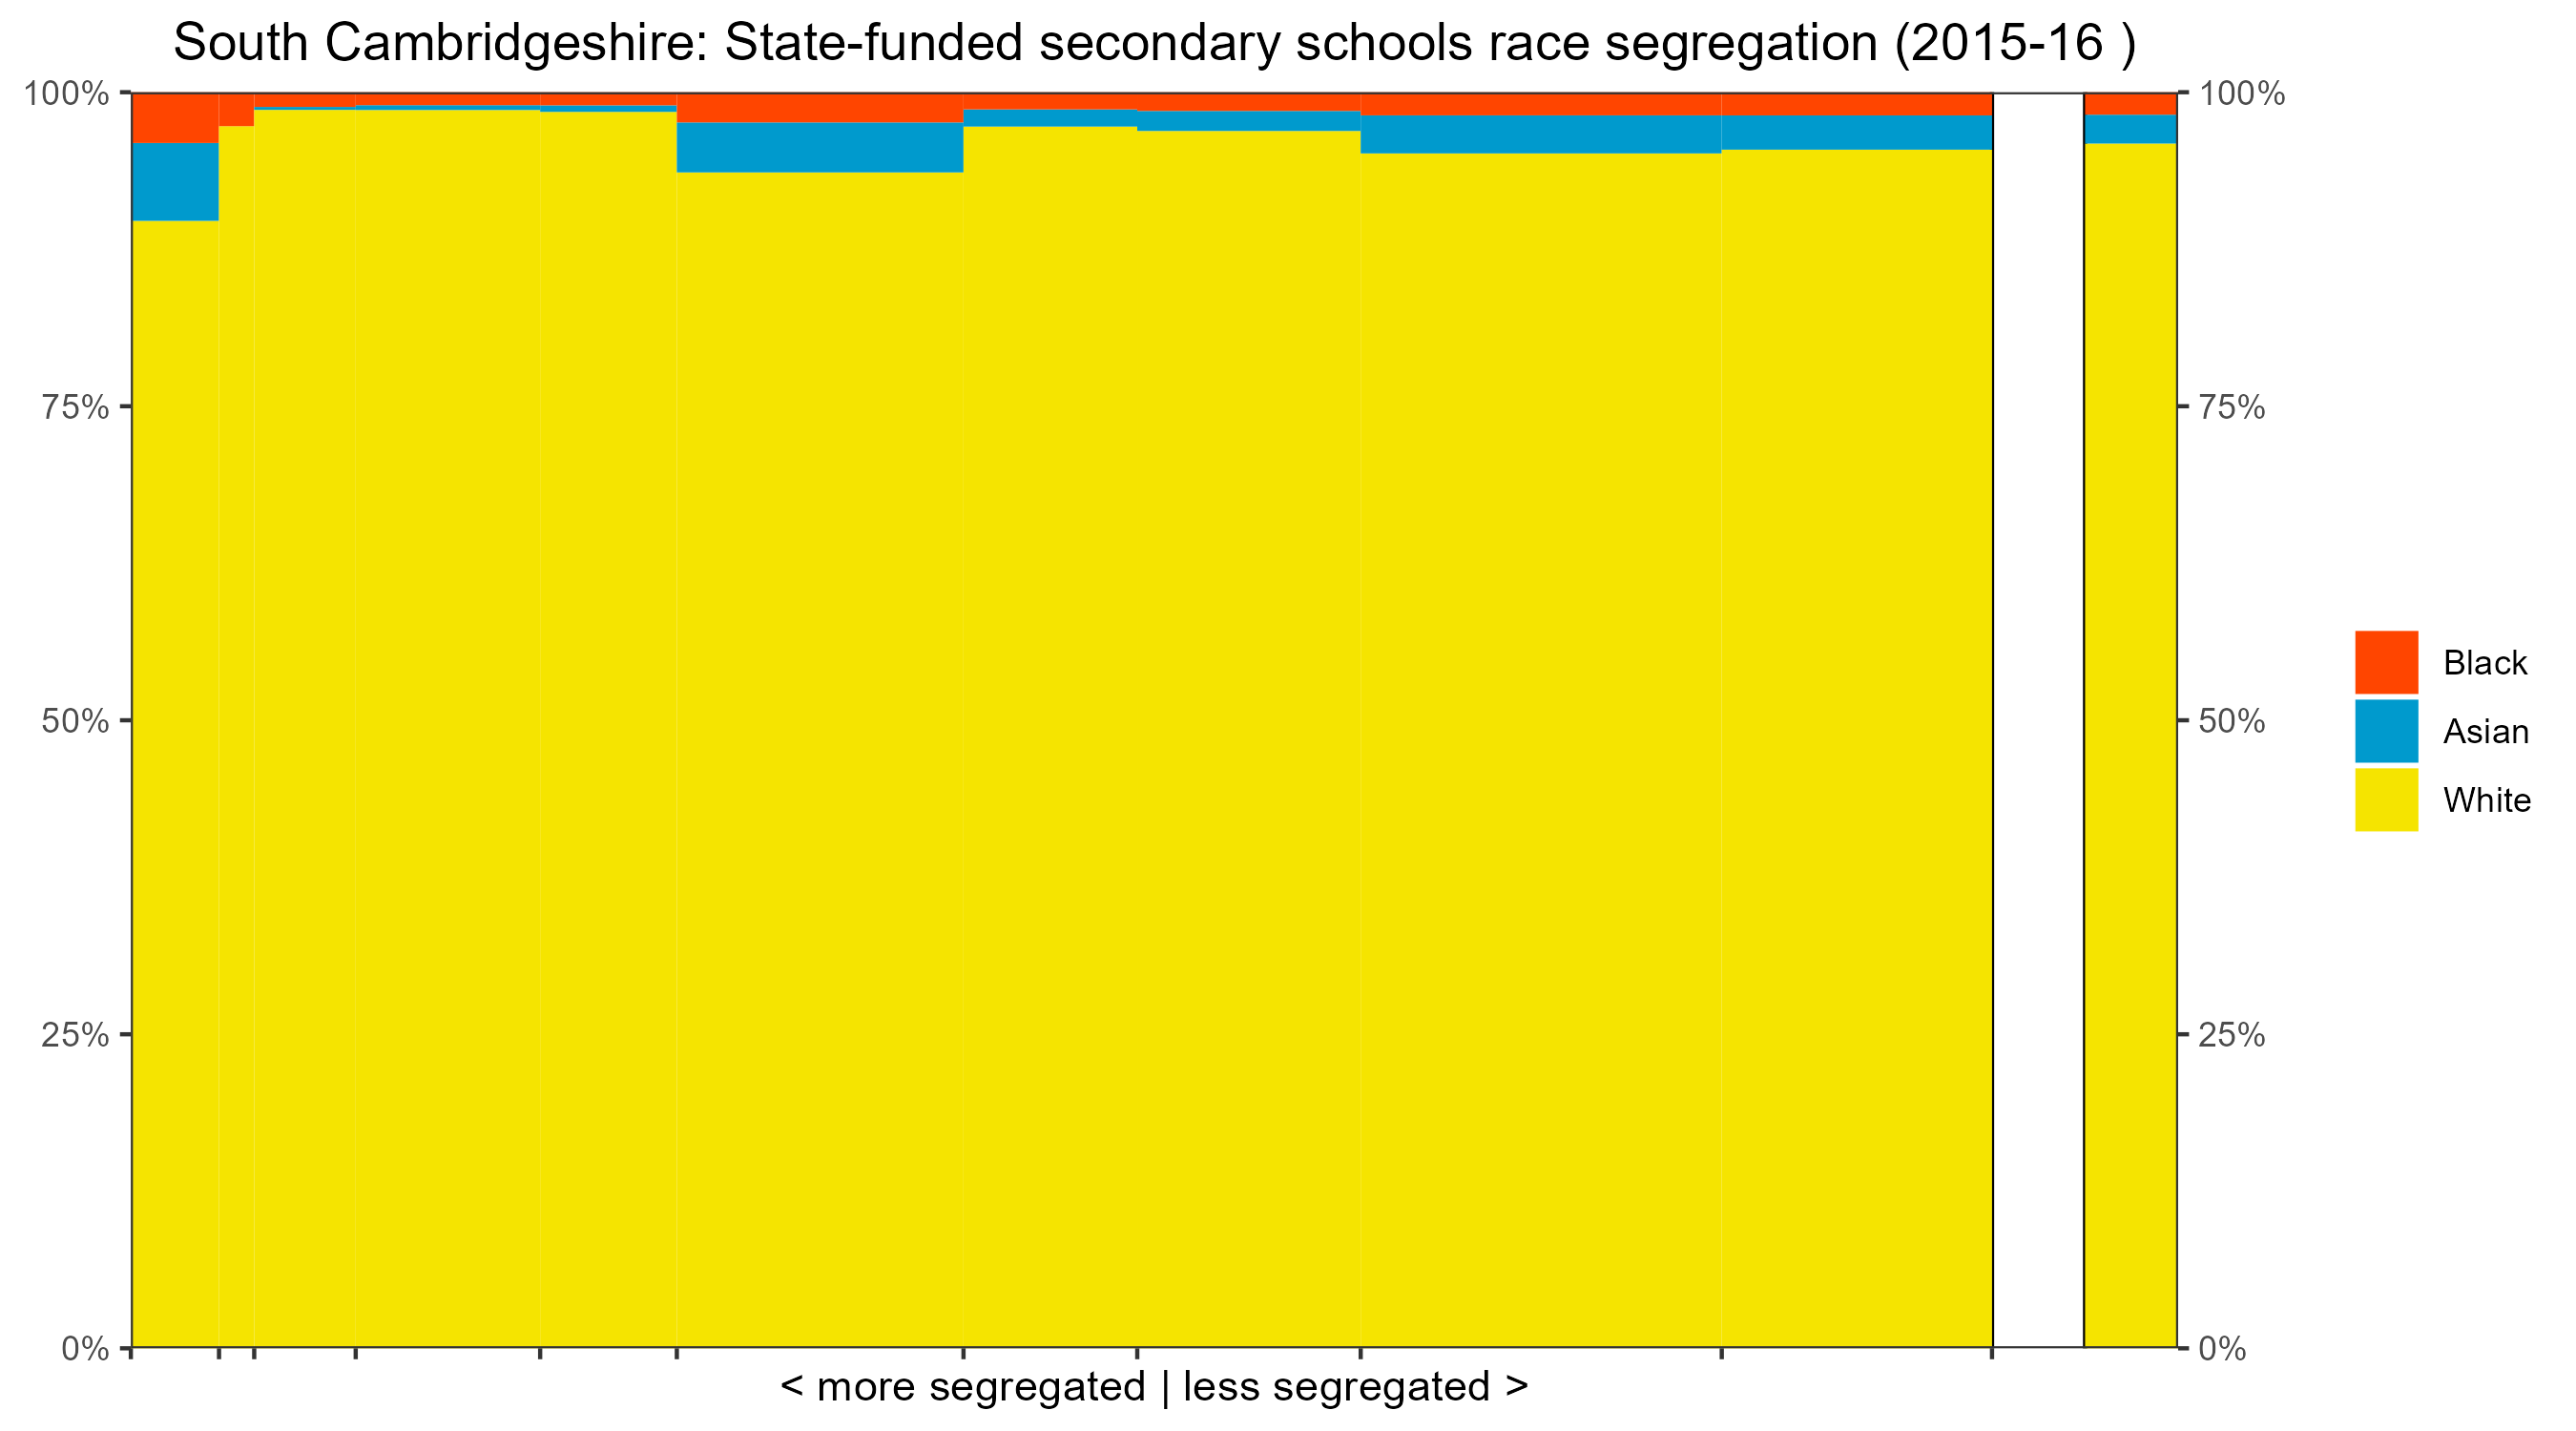 South Cambridgeshire: State-funded secondary schools race segregation (2015-16 )
100%
100%
75%
75%
50%
50%
25%
25%
0%
0%
Black
Asian
White
< more segregated | less segregated >